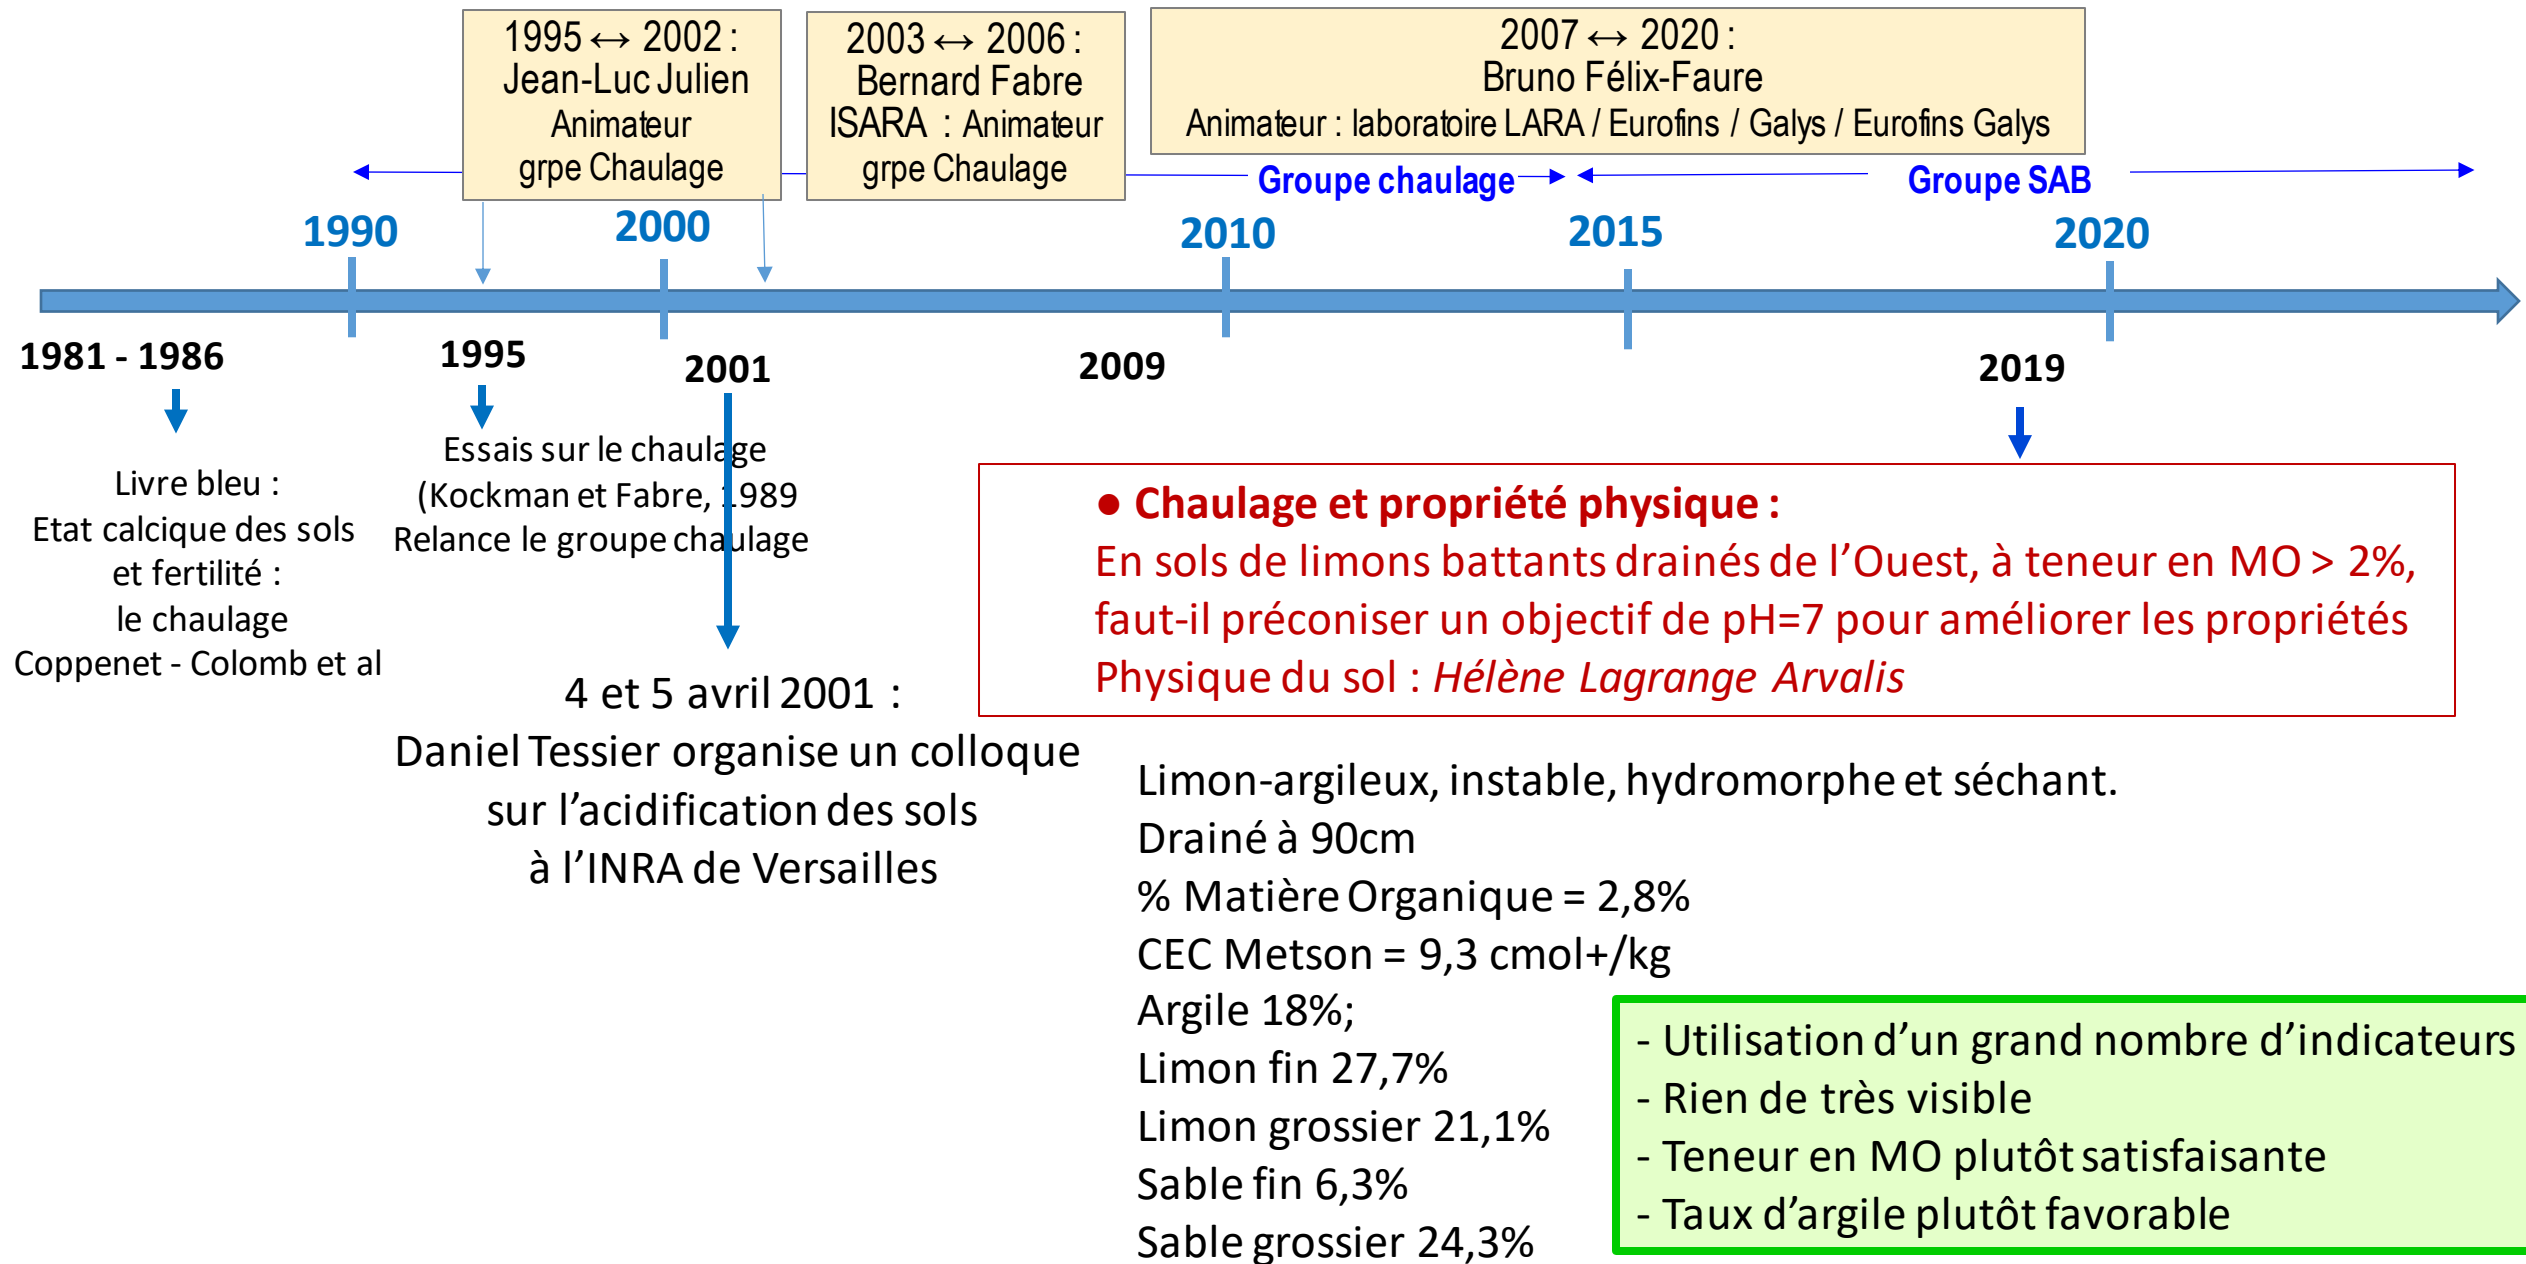 1995 ↔ 2002 :
Jean-Luc Julien
Animateur
grpe Chaulage
2003 ↔ 2006 :
Bernard Fabre
ISARA : Animateur
grpe Chaulage
2007 ↔ 2020 :
Bruno Félix-Faure
Animateur : laboratoire LARA / Eurofins / Galys / Eurofins Galys
Groupe chaulage
Groupe SAB
1990
2000
2010
2015
2020
1981 - 1986
1995
2001
2009
2019
Livre bleu :
Etat calcique des sols
et fertilité :
le chaulage
Coppenet - Colomb et al
Essais sur le chaulage
(Kockman et Fabre, 1989
Relance le groupe chaulage
4 et 5 avril 2001 :
Daniel Tessier organise un colloque
sur l’acidification des sols
à l’INRA de Versailles
● Chaulage et propriété physique :
En sols de limons battants drainés de l’Ouest, à teneur en MO > 2%,
faut-il préconiser un objectif de pH=7 pour améliorer les propriétés
Physique du sol : Hélène Lagrange Arvalis
Limon-argileux, instable, hydromorphe et séchant.
Drainé à 90cm
% Matière Organique = 2,8%
CEC Metson = 9,3 cmol+/kg
Argile 18%;
Limon fin 27,7%
Limon grossier 21,1%
Sable fin 6,3%
Sable grossier 24,3%
- Utilisation d’un grand nombre d’indicateurs
- Rien de très visible
- Teneur en MO plutôt satisfaisante
- Taux d’argile plutôt favorable